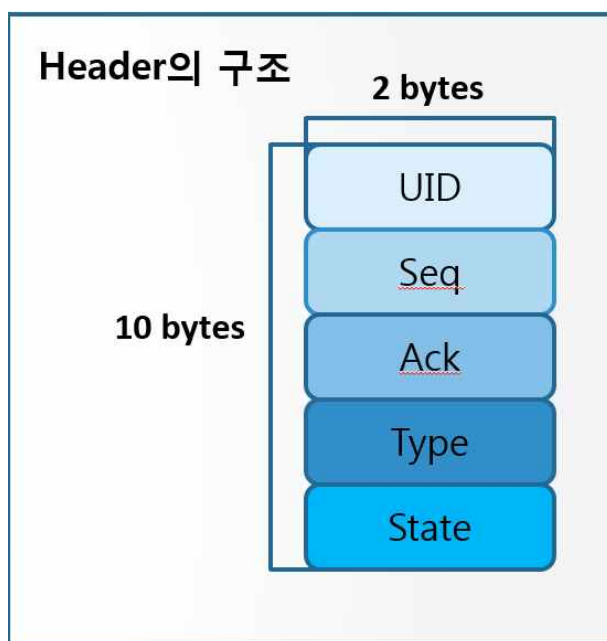 Header의 구조
2 bytes
UID
Seq
10 bytes
Ack
Type
State